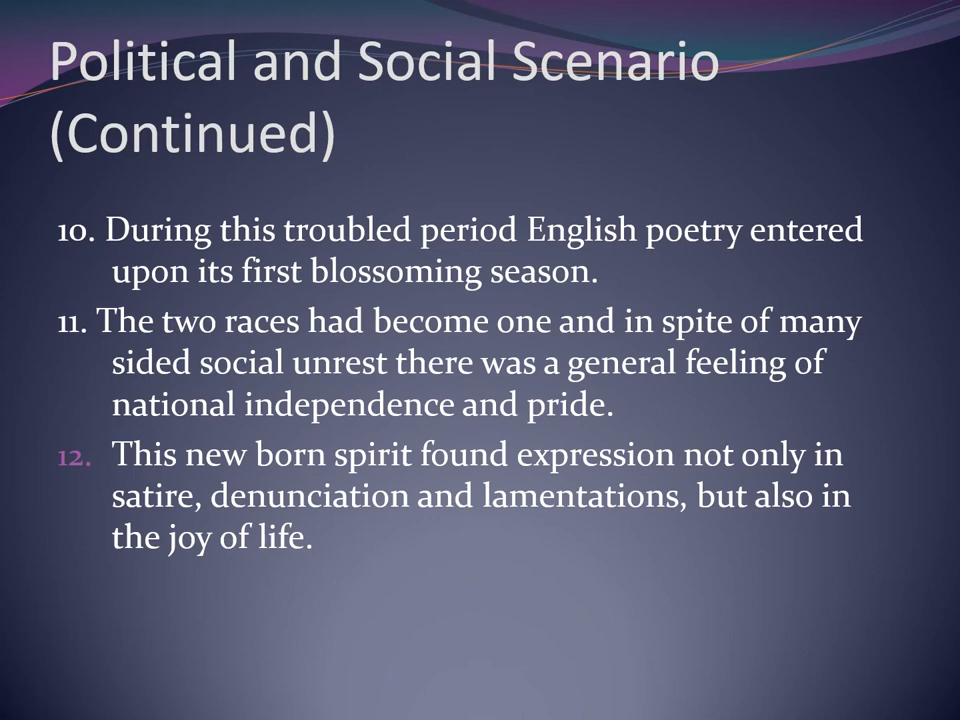 Political and Social Scenario
(Continued)
10. During this troubled period English poetry entered
upon its first blossoming season.
11. The two races had become one and in spite of many
sided social unrest there was a general feeling of
national independence and pride.
12. This new born spirit found expression not only in
satire, denunciation and lamentations, but also in
the joy of life.